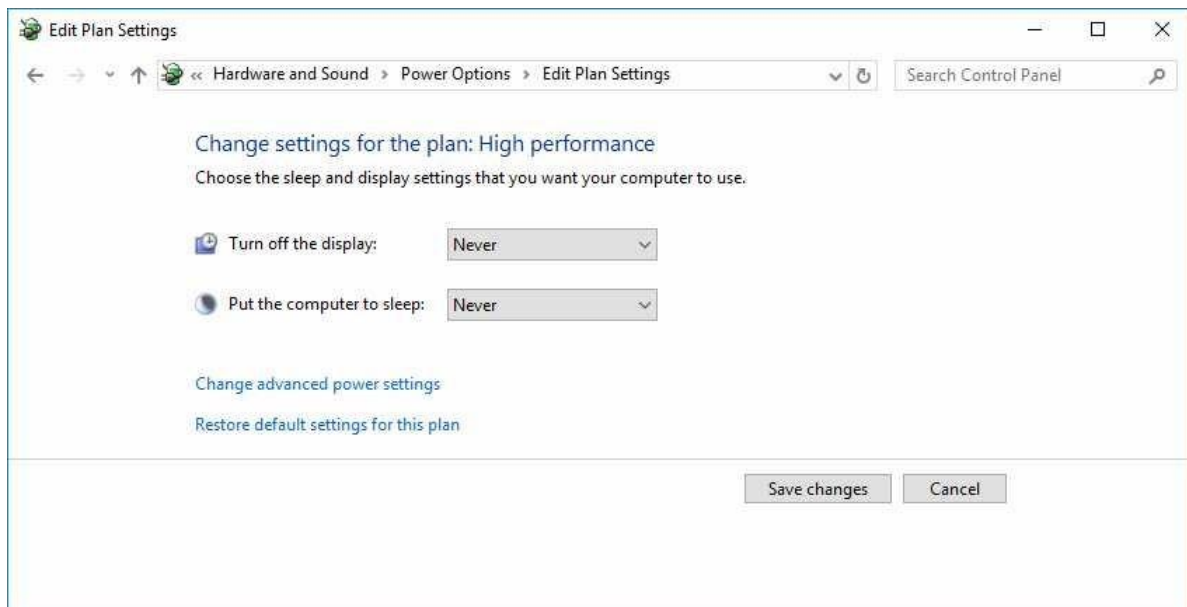 Edit Plan Settings
« Hardware and Sound > Power Options > Edit Plan Settings
Search Control Panel
Change settings for the plan: High performance
Choose the sleep and display settings that you want your computer to use.
Turn off the display: Never
Put the computer to sleep: Never
Change advanced power settings
Restore default settings for this plan
Save changes Cancel